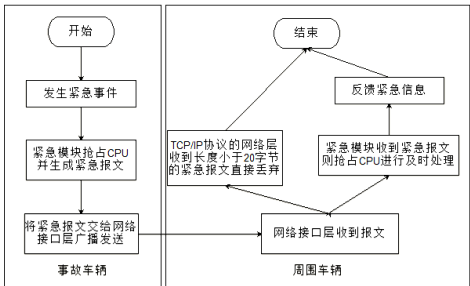 开始
发生紧急事件
紧急模块抢占CPU
并生成紧急报文
将紧急报文交给网络
接口层广播发送
事故车辆
结束
反馈紧急信息
TCP/IP协议的网络层
收到长度小于20字节
的紧急报文直接丢弃
紧急模块收到紧急报文
则抢占CPU进行及时处理
网络接口层收到报文
周围车辆